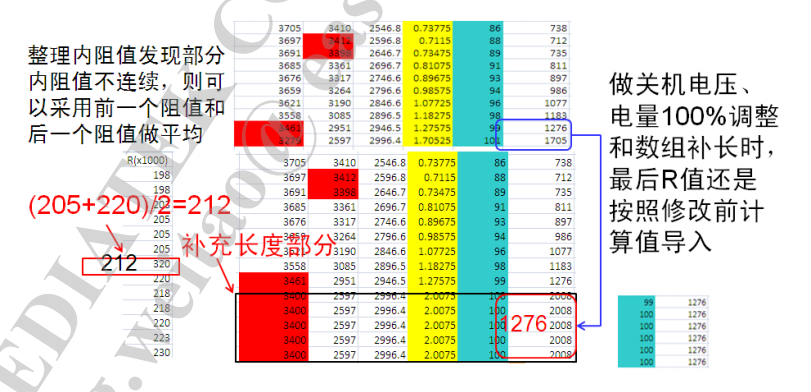 3705 3410 2546.8 0.73775 86 738
3697 3412 2596.8 0.7115 88 712
3691 3398 2646.7 0.73475 89 735
3685 3361 2696.7 0.81075 91 811
3676 3317 2746.6 0.89675 93 897
3659 3264 2796.6 0.98575 94 986
3621 3190 2846.6 1.07725 96 1077
3558 3085 2896.5 1.18275 98 1183
3461 2951 2946.5 1.27575 99 1276
3279 2597 2996.4 1.70525 101 1705
整理内阻值发现部分
内阻值不连续，则可
以采用前一个阻值和
后一个阻值做平均
R(x1000)
198
198
202
205
205
205
212 320
220
218
218
220
223
230
(205+220)/2=212
补充长度部分
3705 3410 2546.8 0.73775 86 738
3697 3412 2596.8 0.7115 88 712
3691 3398 2646.7 0.73475 89 735
3685 3361 2696.7 0.81075 91 811
3676 3317 2746.6 0.89675 93 897
3659 3264 2796.6 0.98575 94 986
3190 2846.6 1.07725 96 1077
3558 3085 2896.5 1.18275 98 1183
3461 2951 2946.5 1.27575 99 1276
3400 2597 2996.4 2.0075 100 2008
3400 2597 2996.4 2.0075 100 2008
3400 2597 2996.4 2.0075 100 1276 2008
3400 2597 2996.4 2.0075 100 2008
3400 2597 2996.4 2.0075 100 2008
做关机电压、
电量100%调整
和数组补长时，
最后R值还是
按照修改前计
算值导入
99 1276
100 1276
100 1276
100 1276
100 1276
100 1276